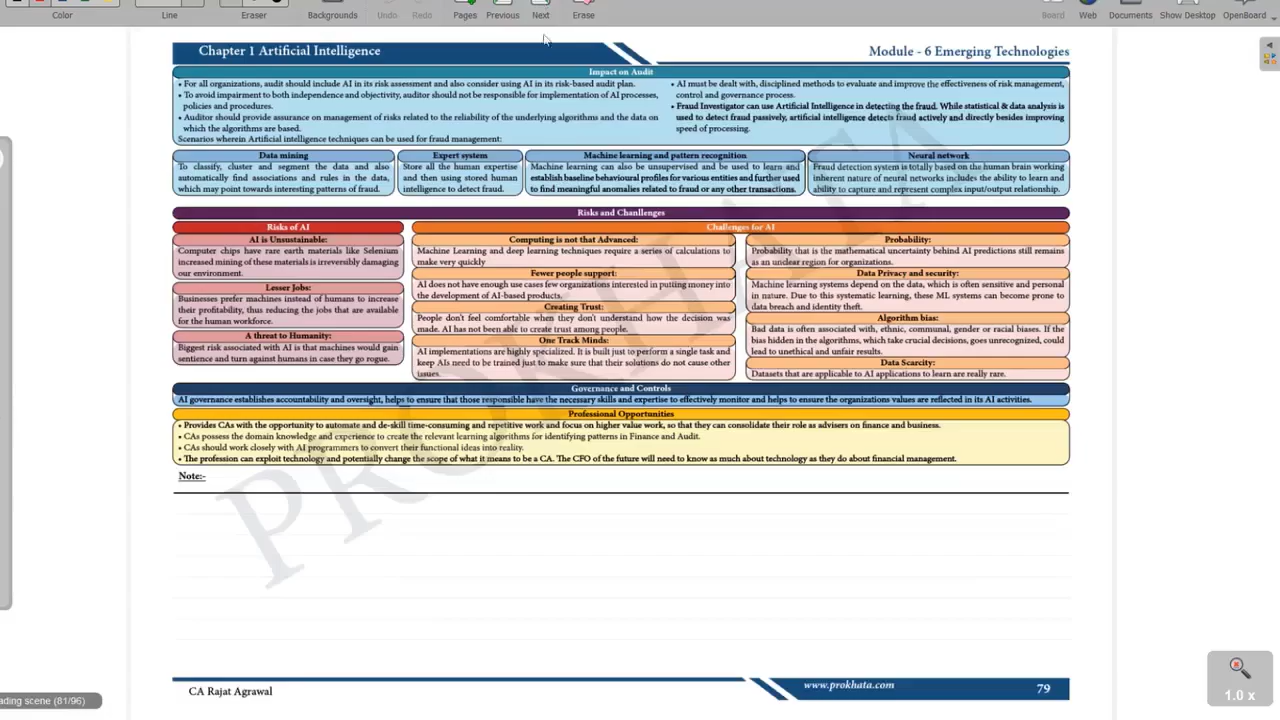 Color
Line
Eraser
Backgrounds
Undo
Redo
Pages
Previous
Next
Erase
Board
Web
Documents
Show Desktop
OpenBoard
Chapter 1 Artificial Intelligence
Module - 6 Emerging Technologies
Impact on Audit
• For all organizations, audit should include AI in its risk assessment and also consider using AI in its risk-based audit plan.
• To avoid impairment to both independence and objectivity, auditor should not be responsible for implementation of AI processes,
policies and procedures.
• Auditor should provide assurance on management of risks related to the reliability of the underlying algorithms and the data on
which the algorithms are based.
Scenarios wherein Artificial intelligence techniques can be used for fraud management:
• AI must be dealt with, disciplined methods to evaluate and improve the effectiveness of risk management,
control and governance process.
• Fraud Investigator can use Artificial Intelligence in detecting the fraud. While statistical & data analysis is
used to detect fraud passively, artificial intelligence detects fraud actively and directly besides improving
speed of processing.
Data mining
To classify, cluster and segment the data and also
automatically find associations and rules in the data,
which may point towards interesting patterns of fraud.
Expert system
Store all the human expertise
and then using stored human
intelligence to detect fraud.
Machine learning and pattern recognition
Machine learning can also be unsupervised and be used to learn and
establish baseline behavioural profiles for various entities and further used
to find meaningful anomalies related to fraud or any other transactions.
Neural network
Fraud detection system is totally based on the human brain working
inherent nature of neural networks includes the ability to learn and
ability to capture and represent complex input/output relationship.
Risks and Chanllenges
Risks of AI
AI is Unsustainable:
Computer chips have rare earth materials like Selenium
increased mining of these materials is irreversibly damaging
our environment.
Lesser Jobs:
Businesses prefer machines instead of humans to increase
their profitability, thus reducing the jobs that are available
for the human workforce.
A threat to Humanity:
Biggest risk associated with AI is that machines would gain
sentience and turn against humans in case they go rogue.
Challenges for AI
Computing is not that Advanced:
Machine Learning and deep learning techniques require a series of calculations to
make very quickly
Fewer people support:
AI does not have enough use cases few organizations interested in putting money into
the development of AI-based products.
Creating Trust:
People don't feel comfortable when they don't understand how the decision was
made. AI has not been able to create trust among people.
One Track Minds:
AI implementations are highly specialized. It is built just to perform a single task and
keep AIs need to be trained just to make sure that their solutions do not cause other
issues.
Probability:
Probability that is the mathematical uncertainty behind AI predictions still remains
as an unclear region for organizations.
Data Privacy and security:
Machine learning systems depend on the data, which is often sensitive and personal
in nature. Due to this systematic learning, these ML systems can become prone to
data breach and identity theft.
Algorithm bias:
Bad data is often associated with, ethnic, communal, gender or racial biases. If the
bias hidden in the algorithms, which take crucial decisions, goes unrecognized, could
lead to unethical and unfair results.
Data Scarcity:
Datasets that are applicable to AI applications to learn are really rare.
Governance and Controls
AI governance establishes accountability and oversight, helps to ensure that those responsible have the necessary skills and expertise to effectively monitor and helps to ensure the organizations values are reflected in its AI activities.
Professional Opportunities
• Provides CAs with the opportunity to automate and de-skill time-consuming and repetitive work and focus on higher value work, so that they can consolidate their role as advisers on finance and business.
• CAs possess the domain knowledge and experience to create the relevant learning algorithms for identifying patterns in Finance and Audit.
• CAs should work closely with AI programmers to convert their functional ideas into reality.
• The profession can exploit technology and potentially change the scope of what it means to be a CA. The CFO of the future will need to know as much about technology as they do about financial management.
Note:-
PROKHATA
CA Rajat Agrawal
www.prokhata.com
79
ading scene (81/96)
1.0 x